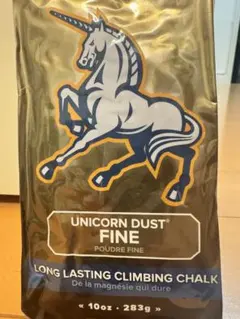 UNICORN DUST®
FINE
POUDRE FINE
LONG LASTING CLIMBING CHALK
De la magnésie qui dure
« 10oz - 283g »